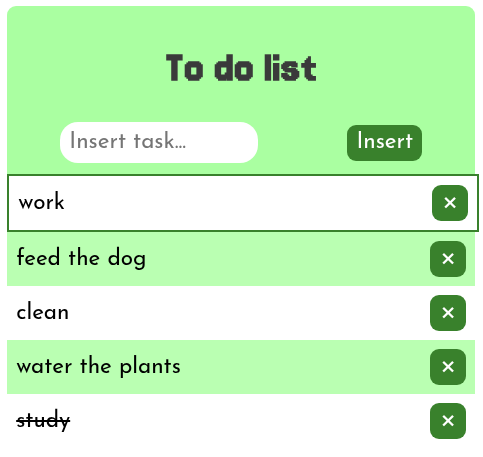 To do list
Insert task...
Insert
work ×
feed the dog ×
clean ×
water the plants ×
study ×